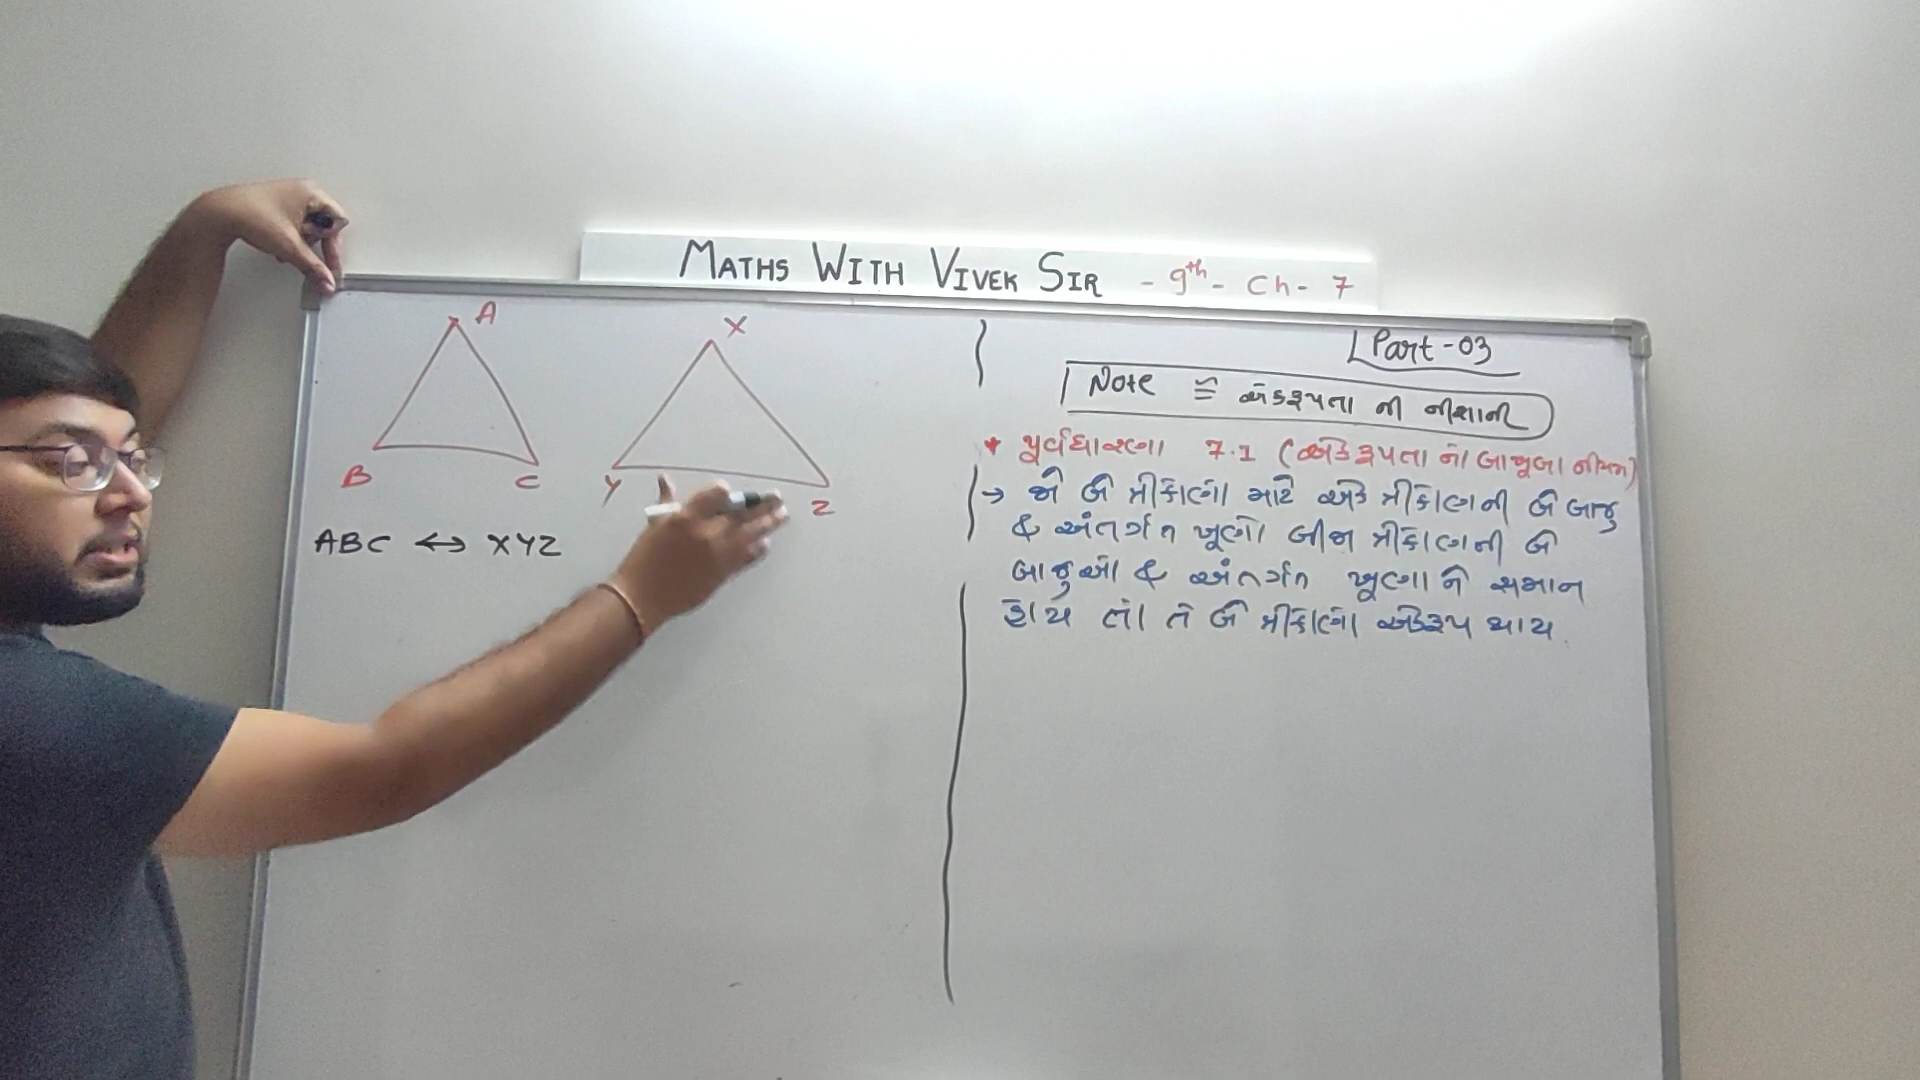 MATHS WITH VIVEK SIR - 9th - Ch - 7
A
X
B
C
Y
Z
ABC ↔ XYZ
Part - 03
Note ≅ એકરૂપતા ની નીશાની
* પૂર્વધારણા 7.1 (એકરૂપતા નો બાખૂબા નીયમ)
→ જો બે ત્રીકોણો માટે એક ત્રીકોણની બે બાજુ
& અંતર્ગત ખૂણો બીજા ત્રીકોણની બે
બાજુઓ & અંતર્ગત ખૂણાને સમાન
હોય તો તે બે ત્રીકોણો એકરૂપ થાય.